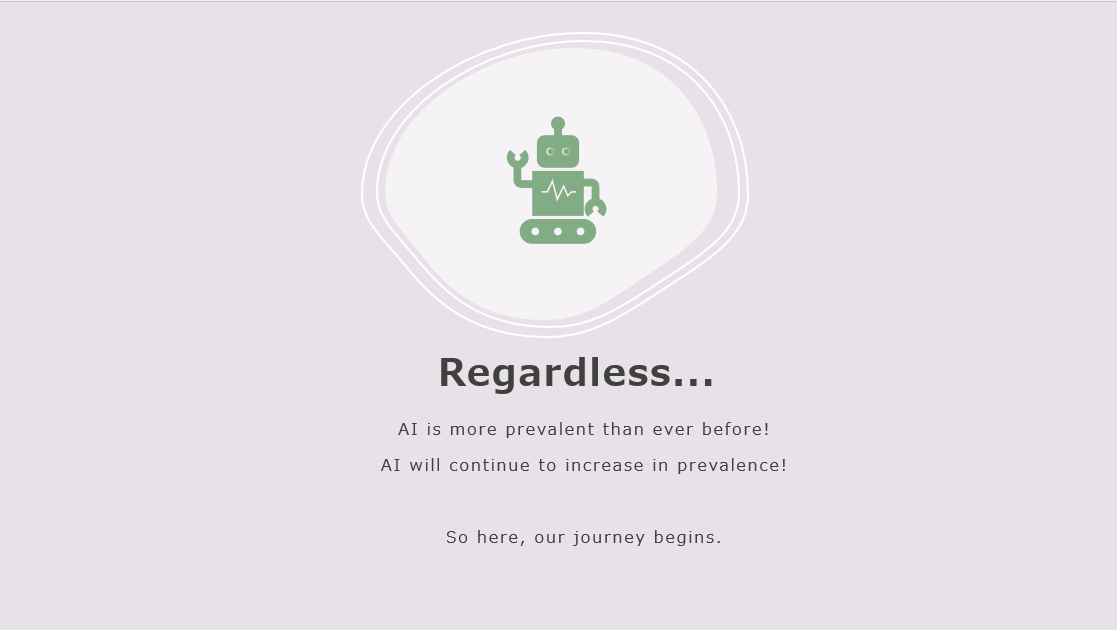 Regardless...
AI is more prevalent than ever before!
AI will continue to increase in prevalence!
So here, our journey begins.